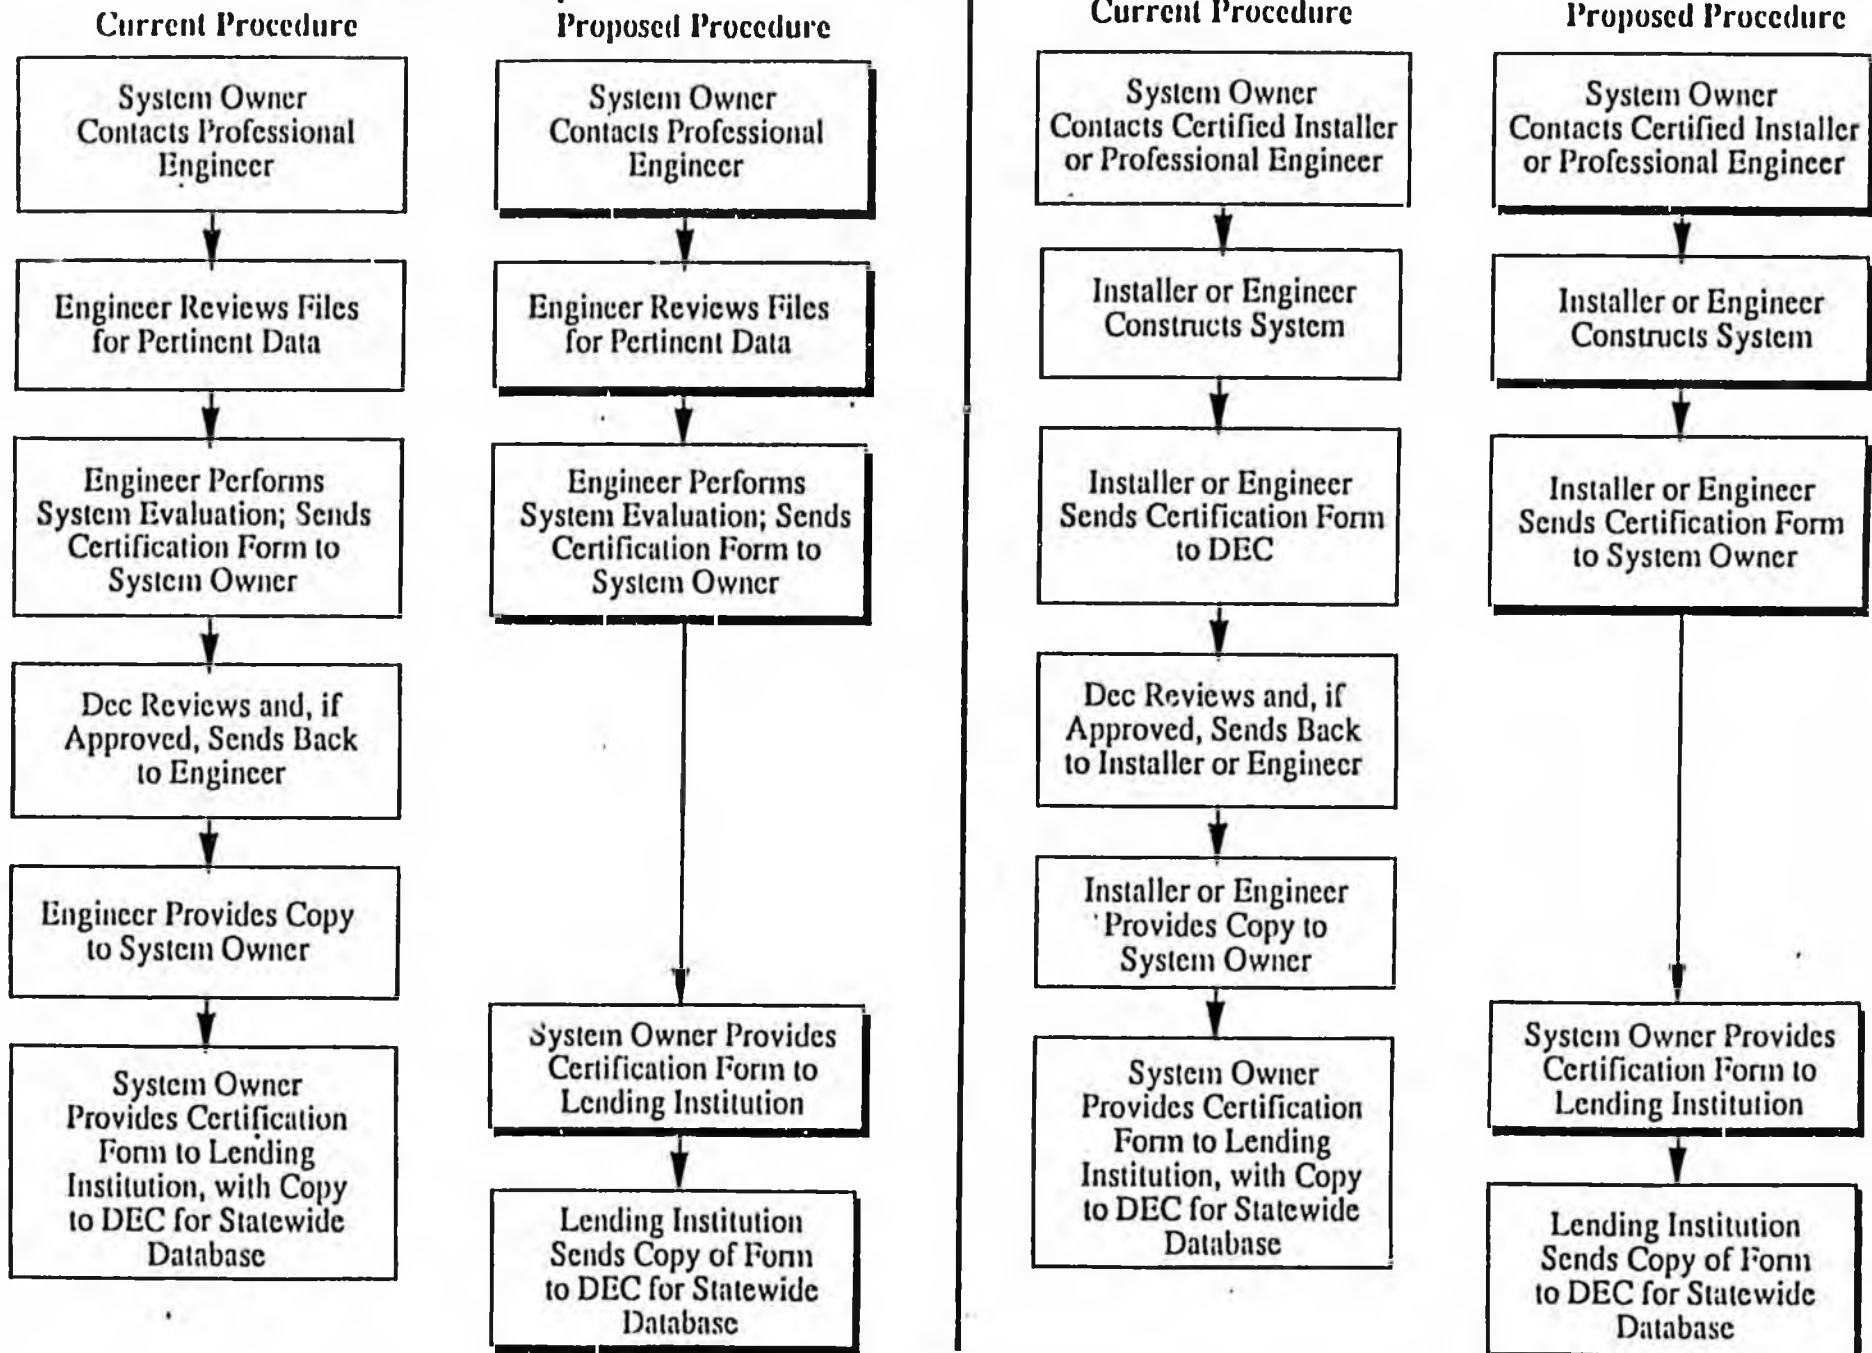 Current Procedure
System Owner
Contacts Professional
Engineer
Engineer Reviews Files
for Pertinent Data
Engineer Performs
System Evaluation; Sends
Certification Form to
System Owner
Dec Reviews and, if
Approved, Sends Back
to Engineer
Engineer Provides Copy
to System Owner
System Owner
Provides Certification
Form to Lending
Institution, with Copy
to DEC for Statewide
Database
Proposed Procedure
System Owner
Contacts Professional
Engineer
Engineer Reviews Files
for Pertinent Data
Engineer Performs
System Evaluation; Sends
Certification Form to
System Owner
System Owner Provides
Certification Form to
Lending Institution
Lending Institution
Sends Copy of Form
to DEC for Statewide
Database
Current Procedure
System Owner
Contacts Certified Installer
or Professional Engineer
Installer or Engineer
Constructs System
Installer or Engineer
Sends Certification Form
to DEC
Dec Reviews and, if
Approved, Sends Back
to Installer or Engineer
Installer or Engineer
Provides Copy to
System Owner
System Owner
Provides Certification
Form to Lending
Institution, with Copy
to DEC for Statewide
Database
Proposed Procedure
System Owner
Contacts Certified Installer
or Professional Engineer
Installer or Engineer
Constructs System
Installer or Engineer
Sends Certification Form
to System Owner
System Owner Provides
Certification Form to
Lending Institution
Lending Institution
Sends Copy of Form
to DEC for Statewide
Database